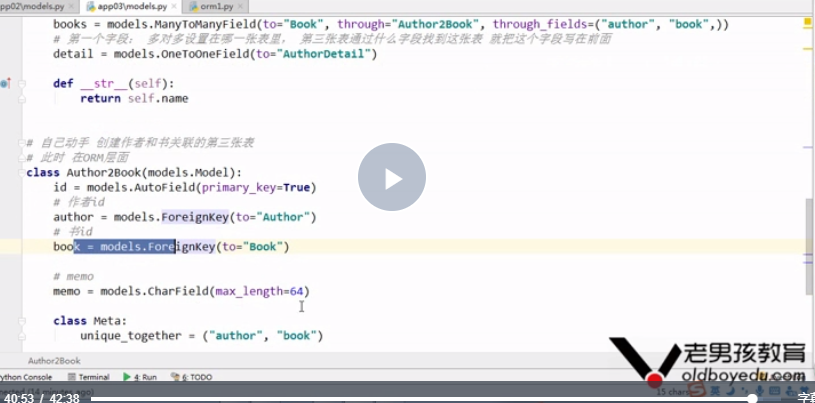 pp02\models.py × app03\models.py × orm1.py ×
books = models.ManyToManyField(to="Book", through="Author2Book", through_fields=("author", "book",))
# 第一个字段: 多对多设置在哪一张表里, 第三张表通过什么字段找到这张表 就把这个字段写在前面
detail = models.OneToOneField(to="AuthorDetail")
def __str__(self):
return self.name
# 自己动手 创建作者和书关联的第三张表
# 此时 在ORM层面
class Author2Book(models.Model):
id = models.AutoField(primary_key=True)
# 作者id
author = models.ForeignKey(to="Author")
# 书id
book = models.ForeignKey(to="Book")
# memo
memo = models.CharField(max_length=64)
class Meta:
unique_together = ("author", "book")
Author2Book
ython Console Terminal 4: Run 6: TODO
老男孩教育
oldboyedu.com
15 chars
40:53 / 42:38